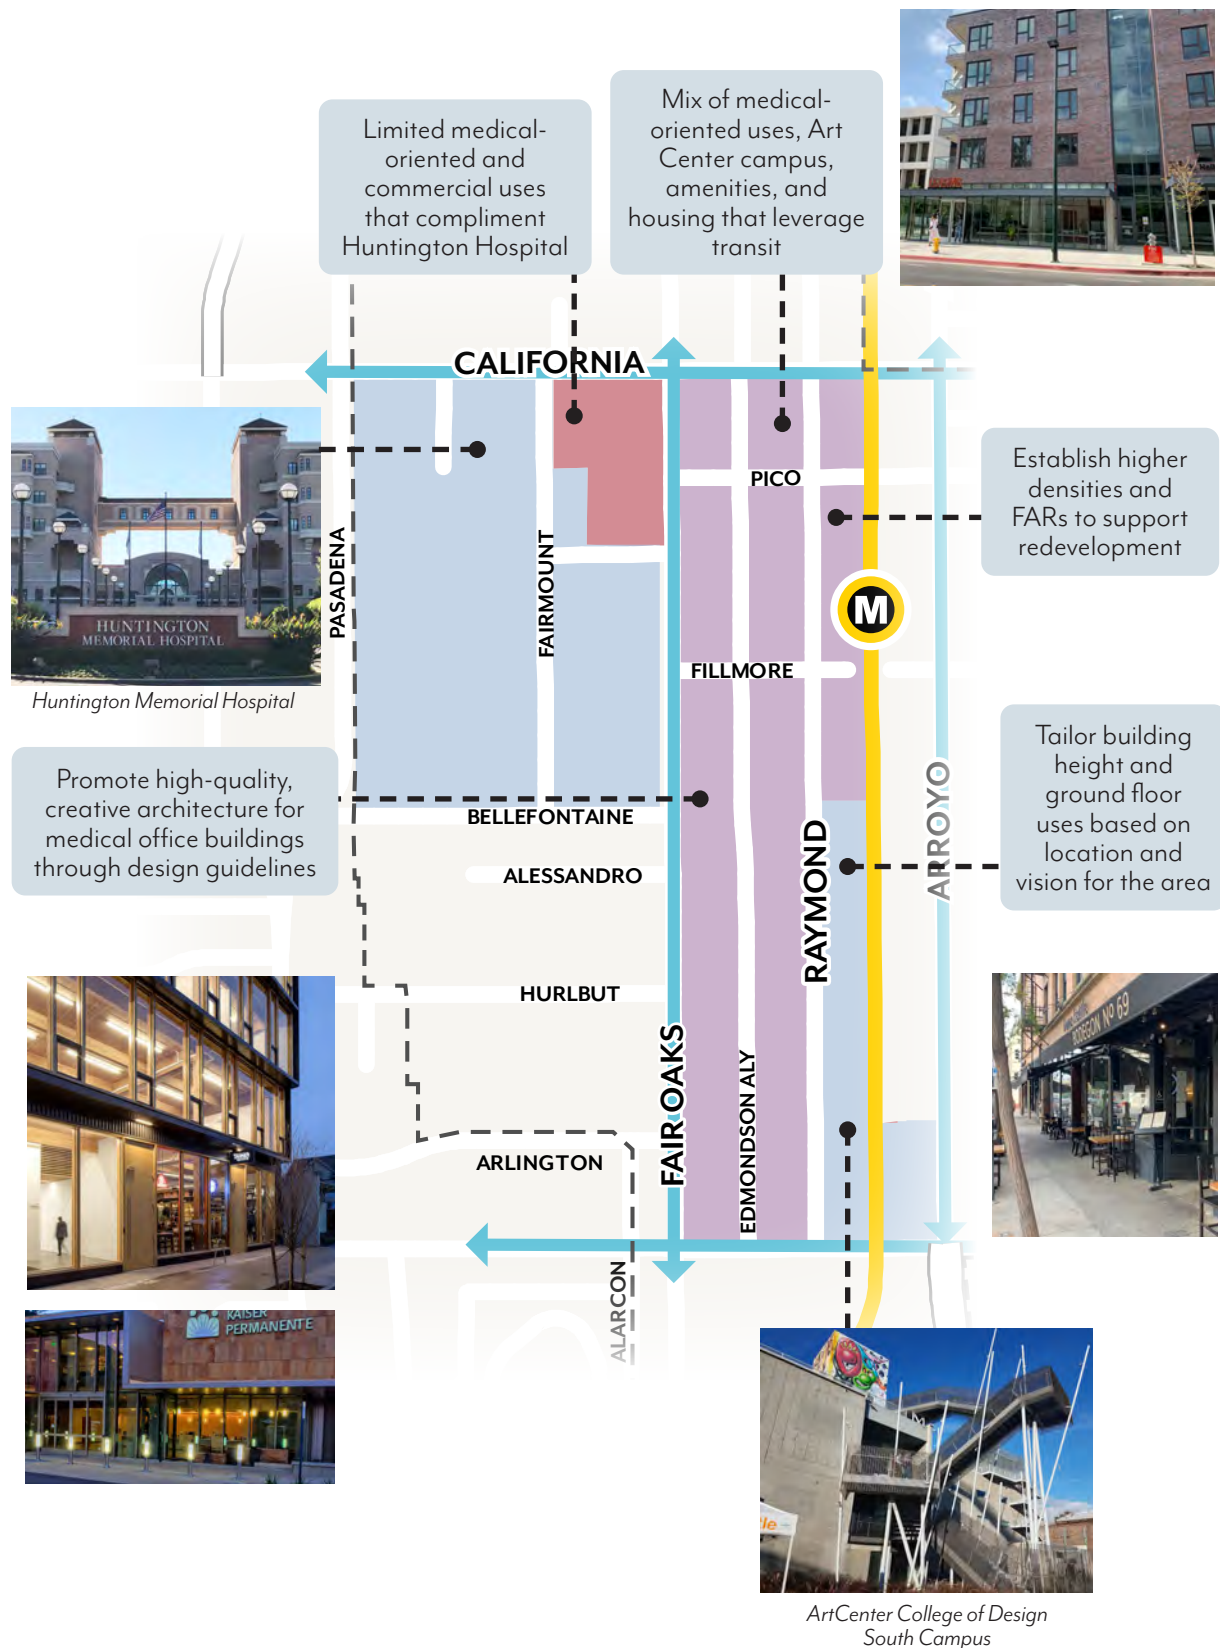 Limited medical-
oriented and
commercial uses
that compliment
Huntington Hospital
Mix of medical-
oriented uses, Art
Center campus,
amenities, and
housing that leverage
transit
CALIFORNIA
PICO
Establish higher
densities and
FARs to support
redevelopment
PASADENA
FAIRMOUNT
M
HUNTINGTON
MEMORIAL HOSPITAL
Huntington Memorial Hospital
FILLMORE
Tailor building
height and
ground floor
uses based on
location and
vision for the area
Promote high-quality,
creative architecture for
medical office buildings
through design guidelines
BELLEFONTAINE
ARROYO
RAYMOND
ALESSANDRO
HURLBUT
FAIR OAKS
EDMONDSON ALY
ARLINGTON
ALARCON
KAISER
PERMANENTE
ArtCenter College of Design
South Campus